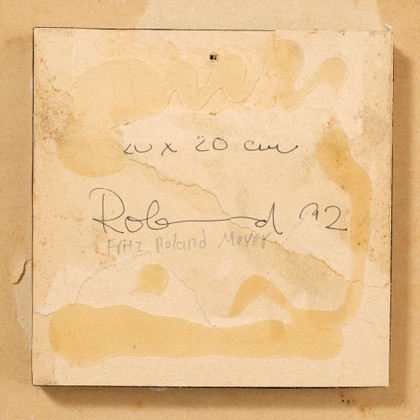 20 x 20 cm
Roland 92
Fritz Roland Meyer